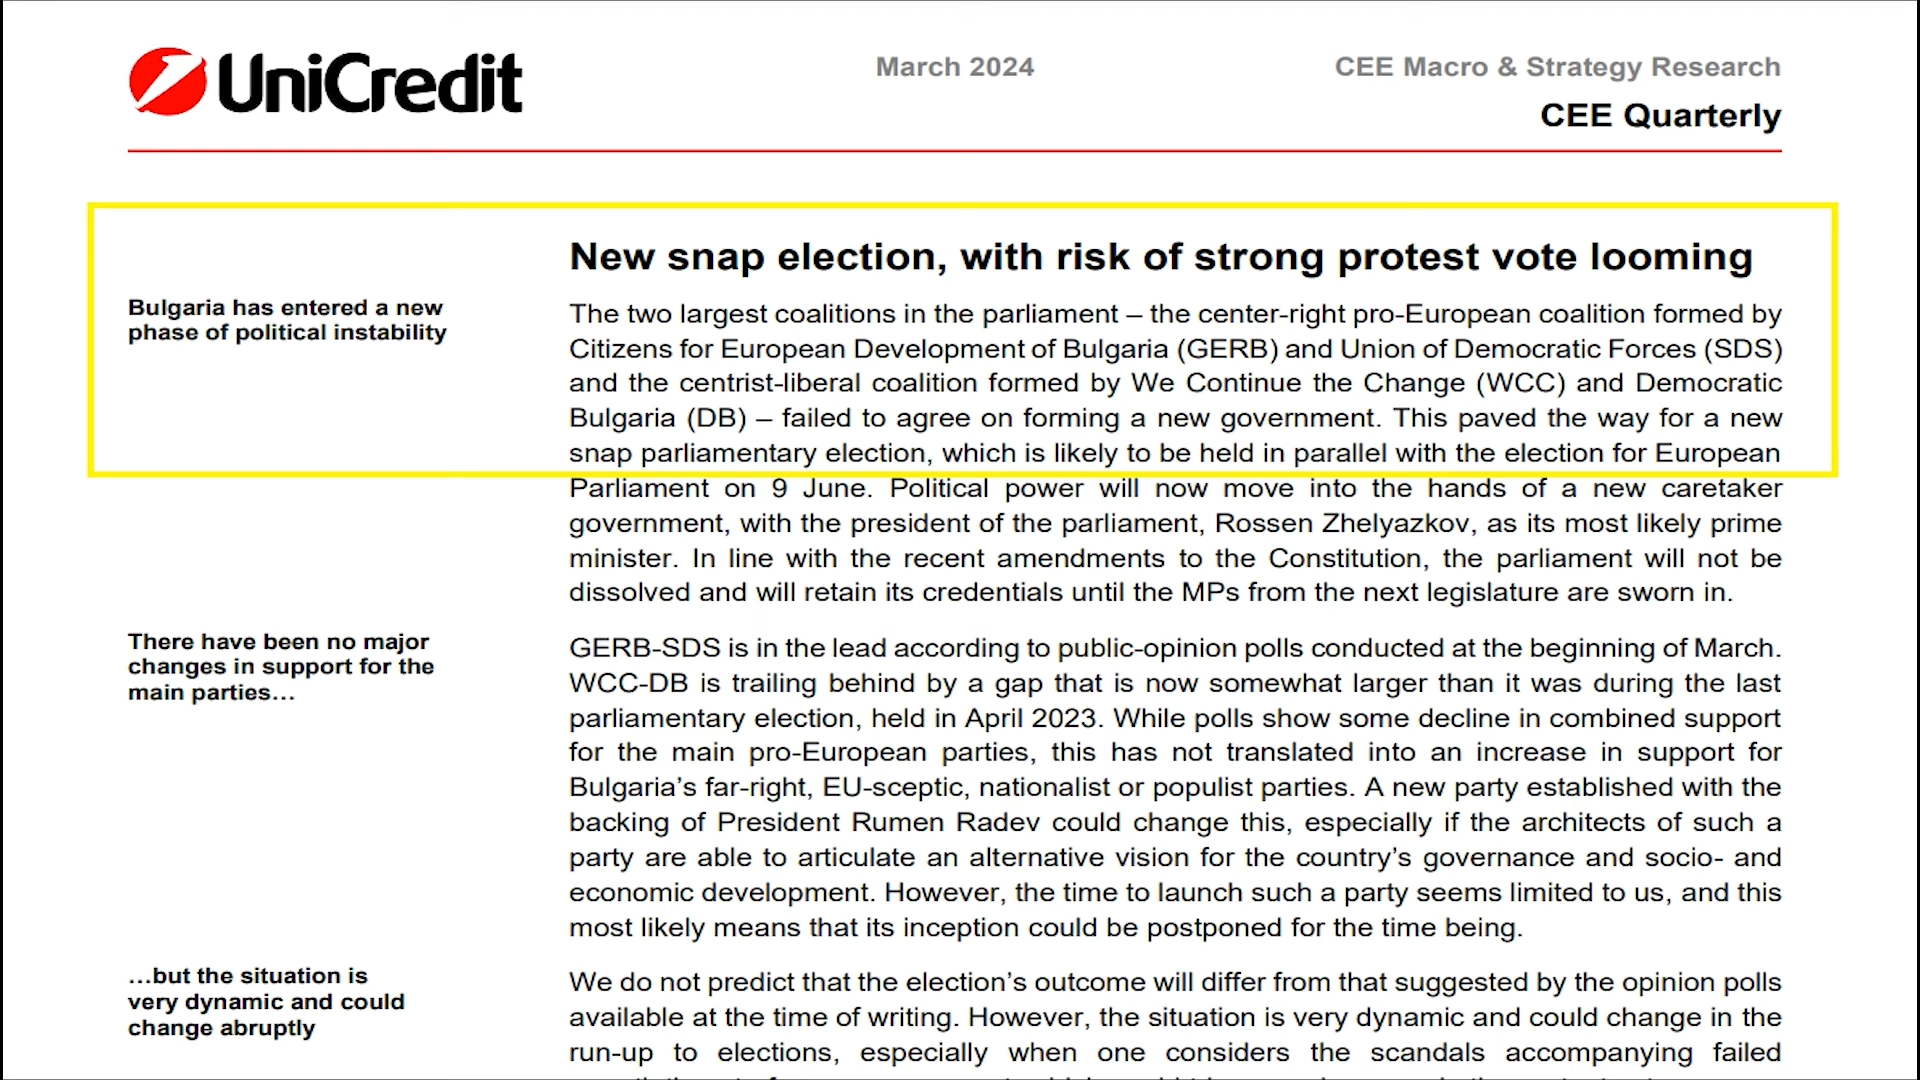 UniCredit
March 2024
CEE Macro & Strategy Research
CEE Quarterly
New snap election, with risk of strong protest vote looming
Bulgaria has entered a new
phase of political instability
The two largest coalitions in the parliament – the center-right pro-European coalition formed by
Citizens for European Development of Bulgaria (GERB) and Union of Democratic Forces (SDS)
and the centrist-liberal coalition formed by We Continue the Change (WCC) and Democratic
Bulgaria (DB) – failed to agree on forming a new government. This paved the way for a new
snap parliamentary election, which is likely to be held in parallel with the election for European
Parliament on 9 June. Political power will now move into the hands of a new caretaker
government, with the president of the parliament, Rossen Zhelyazkov, as its most likely prime
minister. In line with the recent amendments to the Constitution, the parliament will not be
dissolved and will retain its credentials until the MPs from the next legislature are sworn in.
There have been no major
changes in support for the
main parties…
GERB-SDS is in the lead according to public-opinion polls conducted at the beginning of March.
WCC-DB is trailing behind by a gap that is now somewhat larger than it was during the last
parliamentary election, held in April 2023. While polls show some decline in combined support
for the main pro-European parties, this has not translated into an increase in support for
Bulgaria’s far-right, EU-sceptic, nationalist or populist parties. A new party established with the
backing of President Rumen Radev could change this, especially if the architects of such a
party are able to articulate an alternative vision for the country’s governance and socio- and
economic development. However, the time to launch such a party seems limited to us, and this
most likely means that its inception could be postponed for the time being.
…but the situation is
very dynamic and could
change abruptly
We do not predict that the election’s outcome will differ from that suggested by the opinion polls
available at the time of writing. However, the situation is very dynamic and could change in the
run-up to elections, especially when one considers the scandals accompanying failed